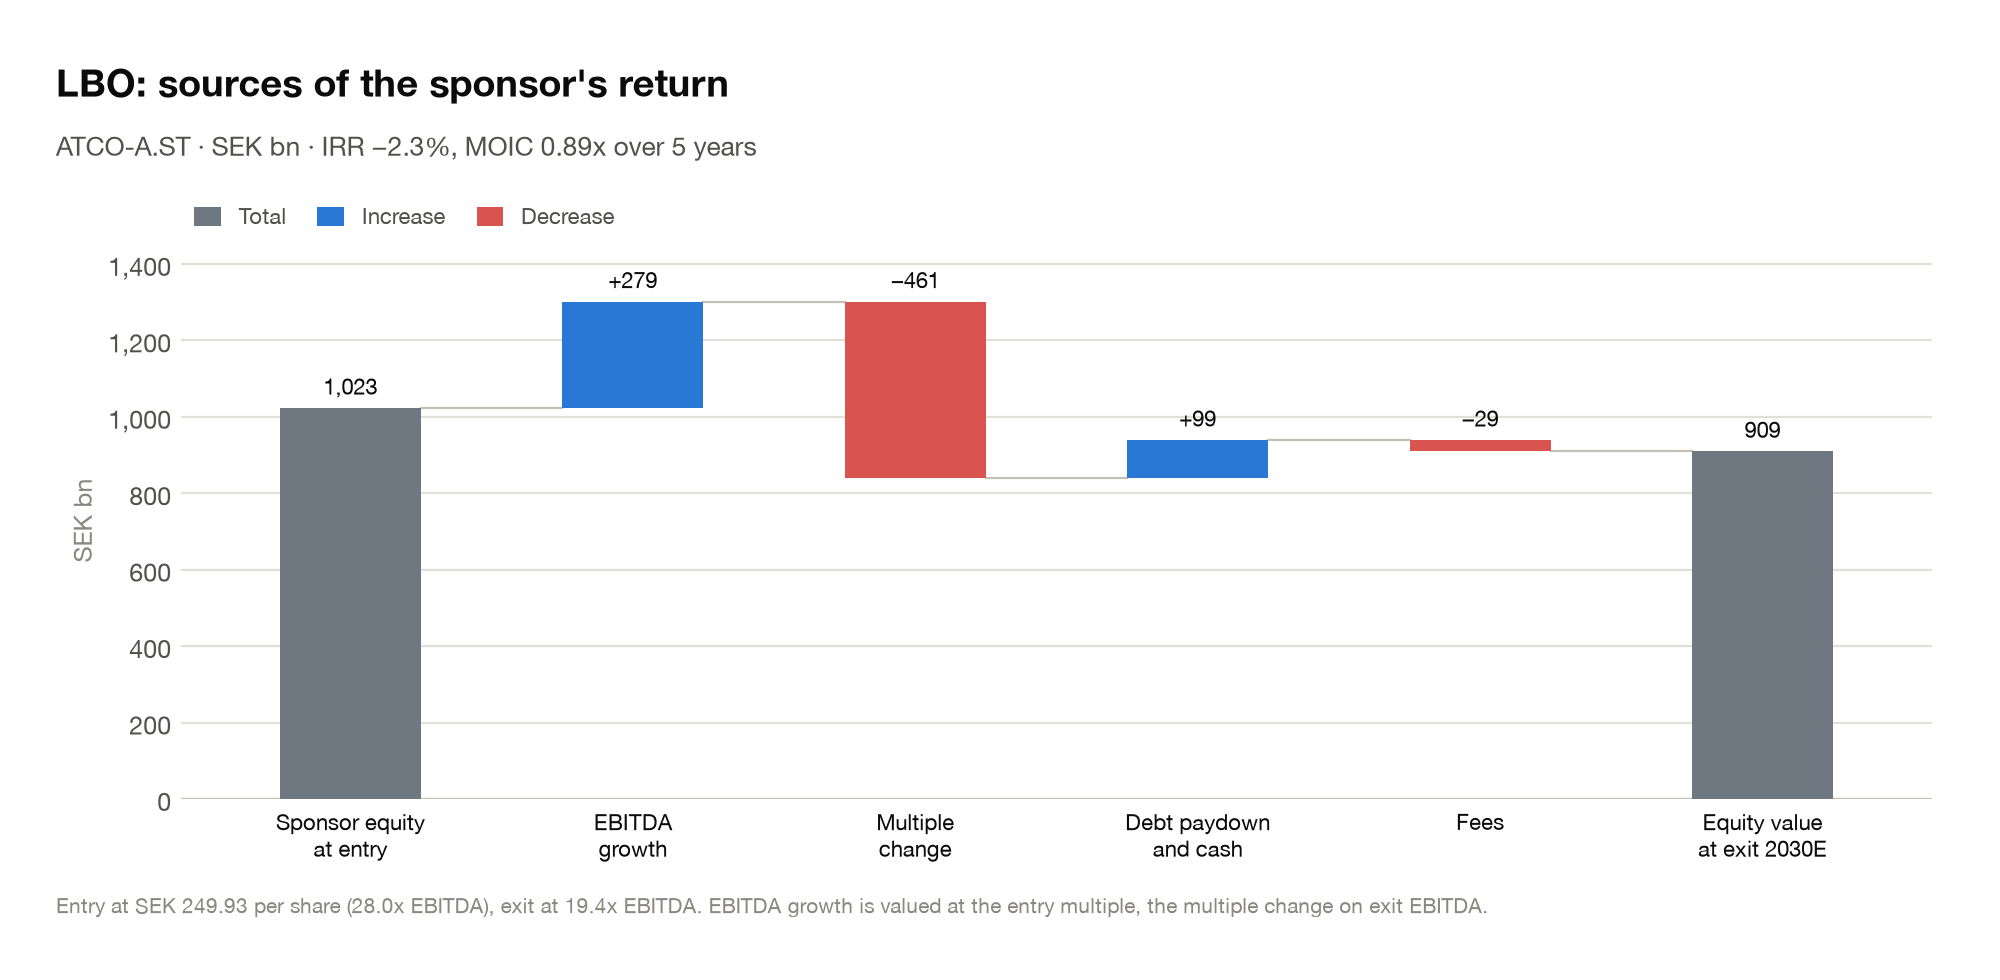 LBO: sources of the sponsor's return
ATCO-A.ST · SEK bn · IRR −2.3%, MOIC 0.89x over 5 years
Total Increase Decrease
SEK bn
1,400
1,200
1,000
800
600
400
200
0
1,023
+279
−461
+99
−29
909
Sponsor equity
at entry
EBITDA
growth
Multiple
change
Debt paydown
and cash
Fees
Equity value
at exit 2030E
Entry at SEK 249.93 per share (28.0x EBITDA), exit at 19.4x EBITDA. EBITDA growth is valued at the entry multiple, the multiple change on exit EBITDA.